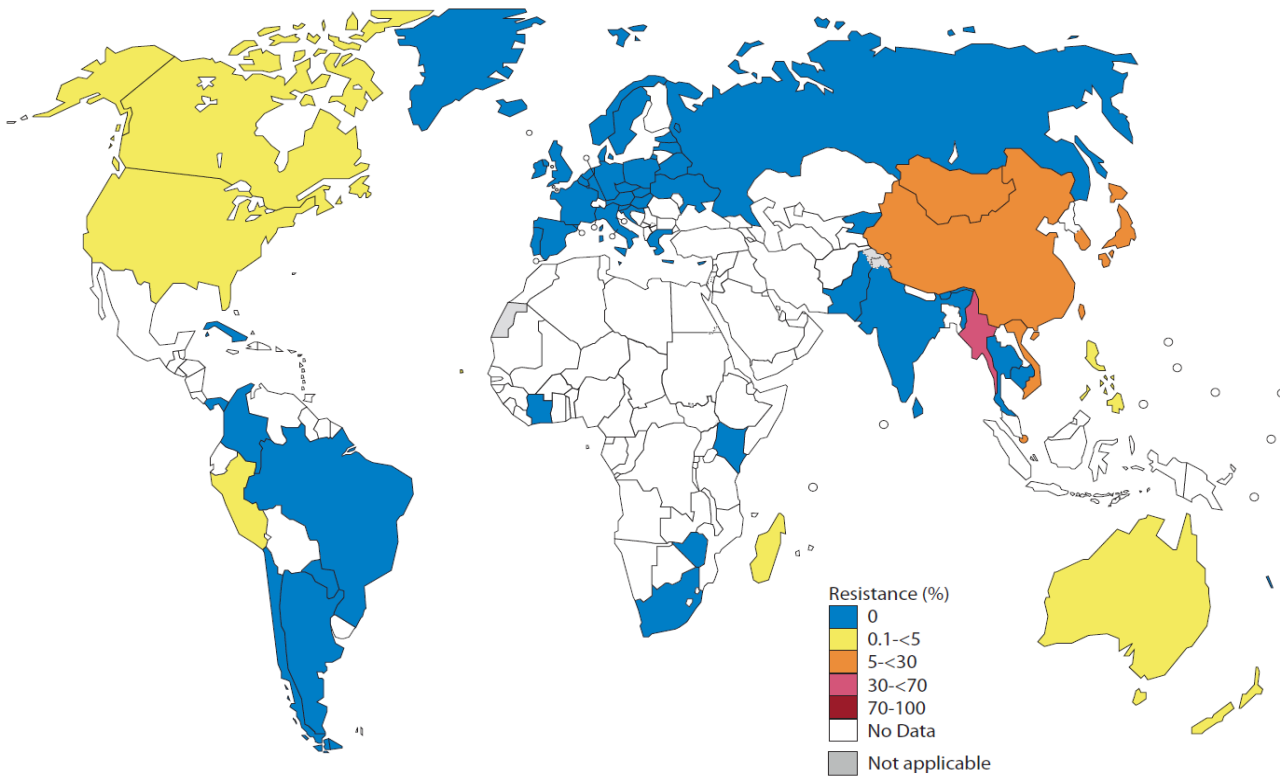 Resistance (%)
0
0.1-<5
5-<30
30-<70
70-100
No Data
Not applicable